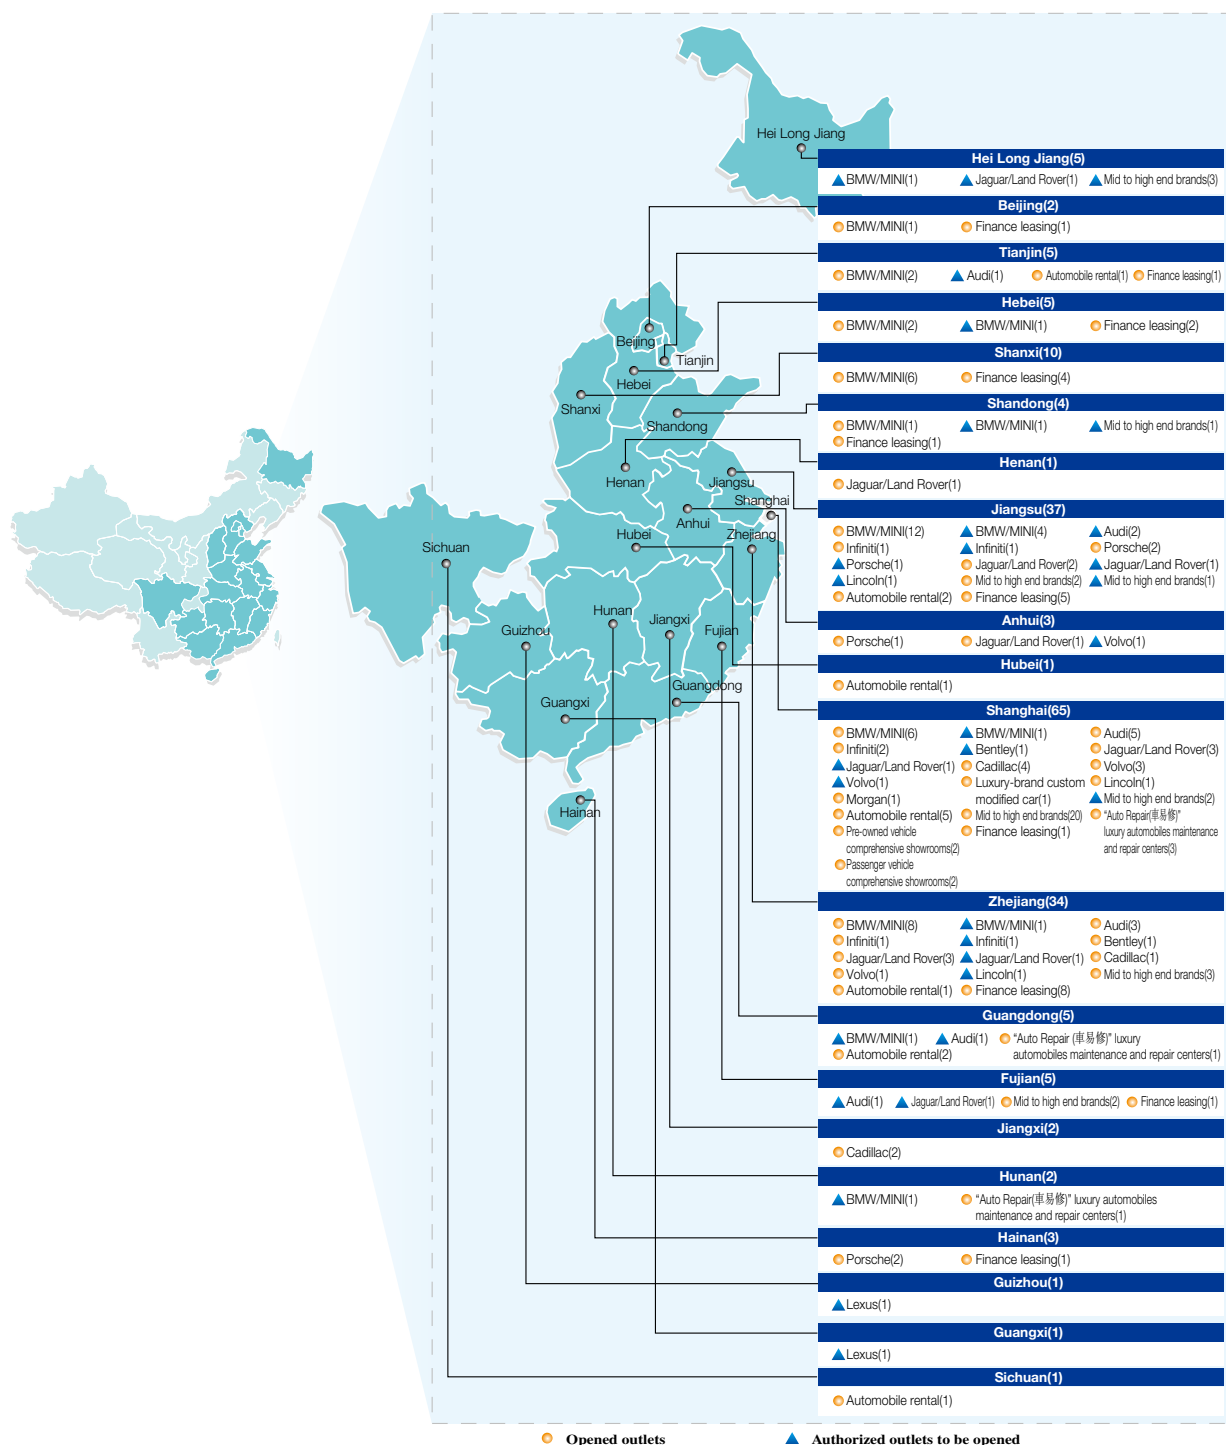 Hei Long Jiang
Hei Long Jiang(5)
BMW/MINI(1) Jaguar/Land Rover(1) Mid to high end brands(3)
Beijing(2)
BMW/MINI(1) Finance leasing(1)
Tianjin(5)
BMW/MINI(2) Audi(1) Automobile rental(1) Finance leasing(1)
Hebei(5)
BMW/MINI(2) BMW/MINI(1) Finance leasing(2)
Shanxi(10)
BMW/MINI(6) Finance leasing(4)
Shandong(4)
BMW/MINI(1) BMW/MINI(1) Mid to high end brands(1)
Finance leasing(1)
Henan(1)
Jaguar/Land Rover(1)
Jiangsu(37)
BMW/MINI(12) BMW/MINI(4) Audi(2)
Infiniti(1) Infiniti(1) Porsche(2)
Porsche(1) Jaguar/Land Rover(2) Jaguar/Land Rover(1)
Lincoln(1) Mid to high end brands(2) Mid to high end brands(1)
Automobile rental(2) Finance leasing(5)
Anhui(3)
Porsche(1) Jaguar/Land Rover(1) Volvo(1)
Hubei(1)
Automobile rental(1)
Shanghai(65)
BMW/MINI(6) BMW/MINI(1) Audi(5)
Infiniti(2) Bentley(1) Jaguar/Land Rover(3)
Jaguar/Land Rover(1) Cadillac(4) Volvo(3)
Volvo(1) Luxury-brand custom Lincoln(1)
Morgan(1) modified car(1) Mid to high end brands(2)
Automobile rental(5) Mid to high end brands(20) “Auto Repair(車易修)”
Pre-owned vehicle Finance leasing(1) luxury automobiles maintenance
comprehensive showrooms(2) and repair centers(3)
Passenger vehicle
comprehensive showrooms(2)
Zhejiang(34)
BMW/MINI(8) BMW/MINI(1) Audi(3)
Infiniti(1) Infiniti(1) Bentley(1)
Jaguar/Land Rover(3) Jaguar/Land Rover(1) Cadillac(1)
Volvo(1) Lincoln(1) Mid to high end brands(3)
Automobile rental(1) Finance leasing(8)
Guangdong(5)
BMW/MINI(1) Audi(1) “Auto Repair (車易修)” luxury
Automobile rental(2) automobiles maintenance and repair centers(1)
Fujian(5)
Audi(1) Jaguar/Land Rover(1) Mid to high end brands(2) Finance leasing(1)
Jiangxi(2)
Cadillac(2)
Hunan(2)
BMW/MINI(1) “Auto Repair(車易修)” luxury automobiles
maintenance and repair centers(1)
Hainan(3)
Porsche(2) Finance leasing(1)
Guizhou(1)
Lexus(1)
Guangxi(1)
Lexus(1)
Sichuan(1)
Automobile rental(1)
Beijing
Tianjin
Hebei
Shanxi
Shandong
Henan
Jiangsu
Shanghai
Anhui
Zhejiang
Hubei
Sichuan
Hunan
Jiangxi
Fujian
Guizhou
Guangdong
Guangxi
Hainan
Opened outlets Authorized outlets to be opened